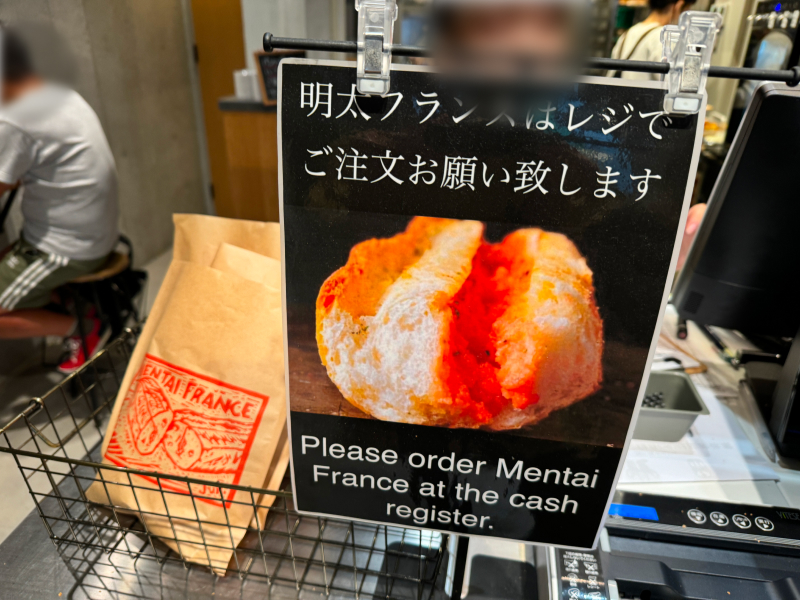 明太フランスはレジで
ご注文お願い致します
Please order Mentai
France at the cash
register.
MENTAI FRANCE